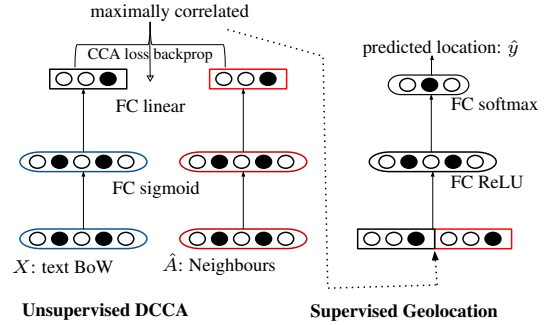 maximally correlated
CCA loss backprop
FC linear
FC sigmoid
X: text BoW
Â: Neighbours
Unsupervised DCCA
predicted location: ŷ
FC softmax
FC ReLU
Supervised Geolocation